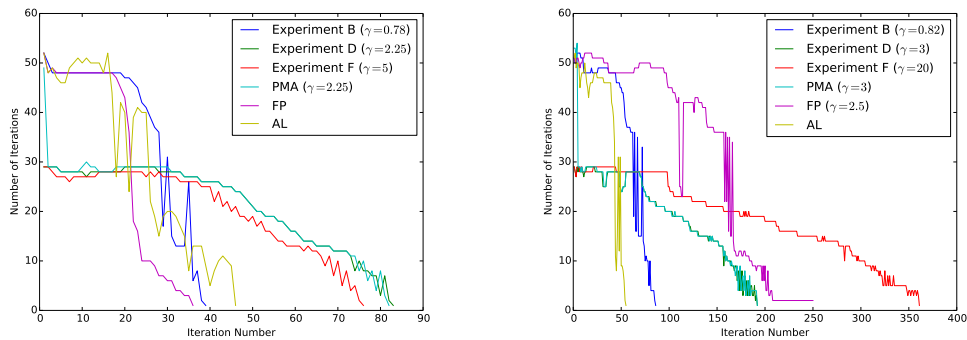 60
50
40
30
20
10
0
Number of Iterations
0 10 20 30 40 50 60 70 80 90
Iteration Number
Experiment B (γ=0.78)
Experiment D (γ=2.25)
Experiment F (γ=5)
PMA (γ=2.25)
FP
AL
60
50
40
30
20
10
0
Number of Iterations
0 50 100 150 200 250 300 350 400
Iteration Number
Experiment B (γ=0.82)
Experiment D (γ=3)
Experiment F (γ=20)
PMA (γ=3)
FP (γ=2.5)
AL